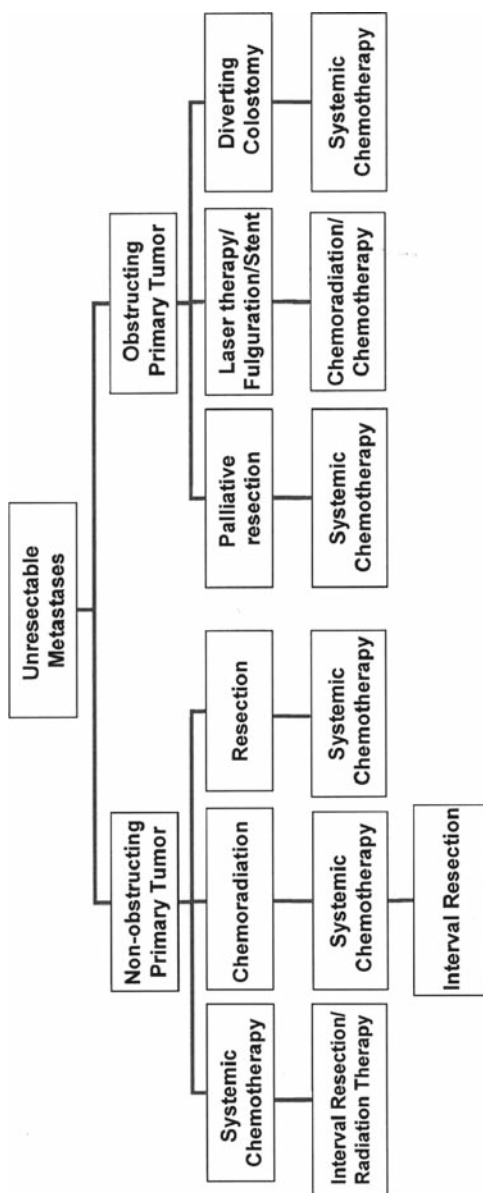 Unresectable
Metastases
Non-obstructing
Primary Tumor
Obstructing
Primary Tumor
Systemic
Chemotherapy
Chemoradiation
Resection
Palliative
resection
Laser therapy/
Fulguration/Stent
Diverting
Colostomy
Interval Resection/
Radiation Therapy
Systemic
Chemotherapy
Systemic
Chemotherapy
Systemic
Chemotherapy
Chemoradiation/
Chemotherapy
Systemic
Chemotherapy
Interval Resection